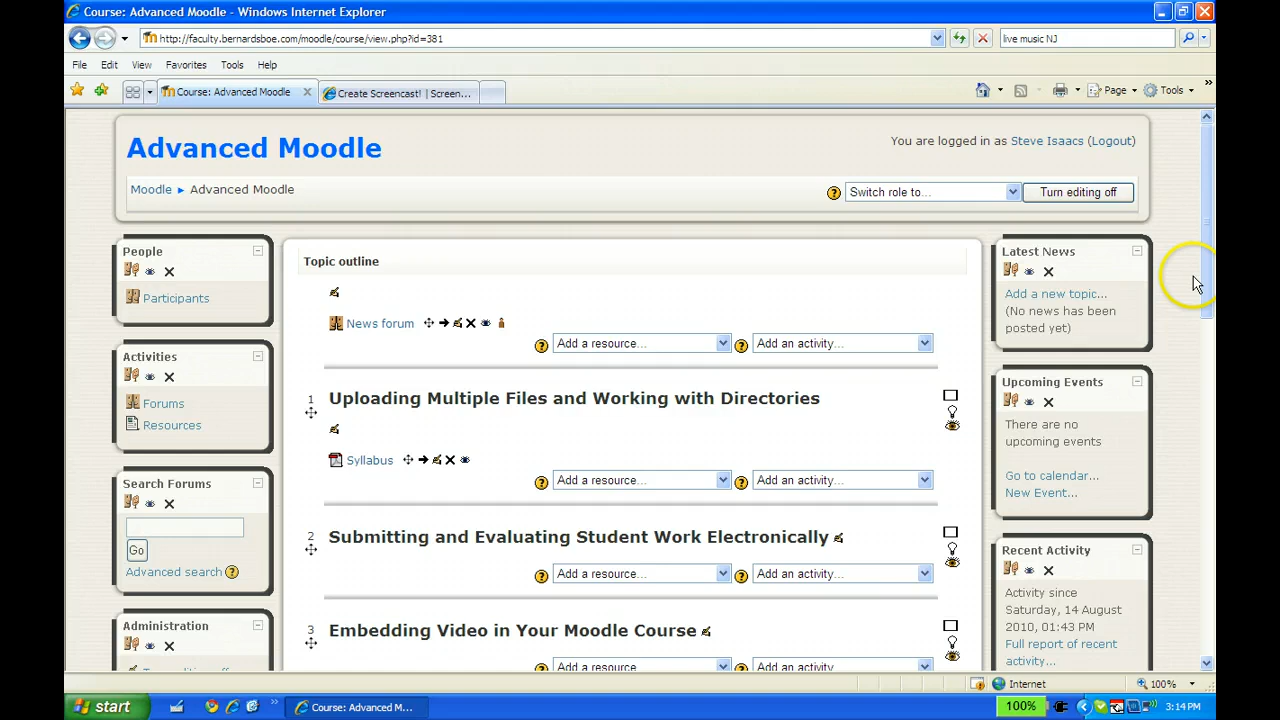 Course: Advanced Moodle - Windows Internet Explorer
http://faculty.bernardsboe.com/moodle/course/view.php?id=381
live music NJ
File Edit View Favorites Tools Help
Course: Advanced Moodle
Create Screencast! | Screen...
Page Tools
Advanced Moodle
You are logged in as Steve Isaacs (Logout)
Moodle ► Advanced Moodle
Switch role to...
Turn editing off
People
Participants
Activities
Forums
Resources
Search Forums
Go
Advanced search
Administration
Topic outline
News forum
Add a resource... Add an activity...
1
Uploading Multiple Files and Working with Directories
Syllabus
Add a resource... Add an activity...
2
Submitting and Evaluating Student Work Electronically
Add a resource... Add an activity...
3
Embedding Video in Your Moodle Course
Add a resource... Add an activity...
Latest News
Add a new topic...
(No news has been
posted yet)
Upcoming Events
There are no
upcoming events
Go to calendar...
New Event...
Recent Activity
Activity since
Saturday, 14 August
2010, 01:43 PM
Full report of recent
activity...
Internet
100%
start
Course: Advanced M...
100%
3:14 PM